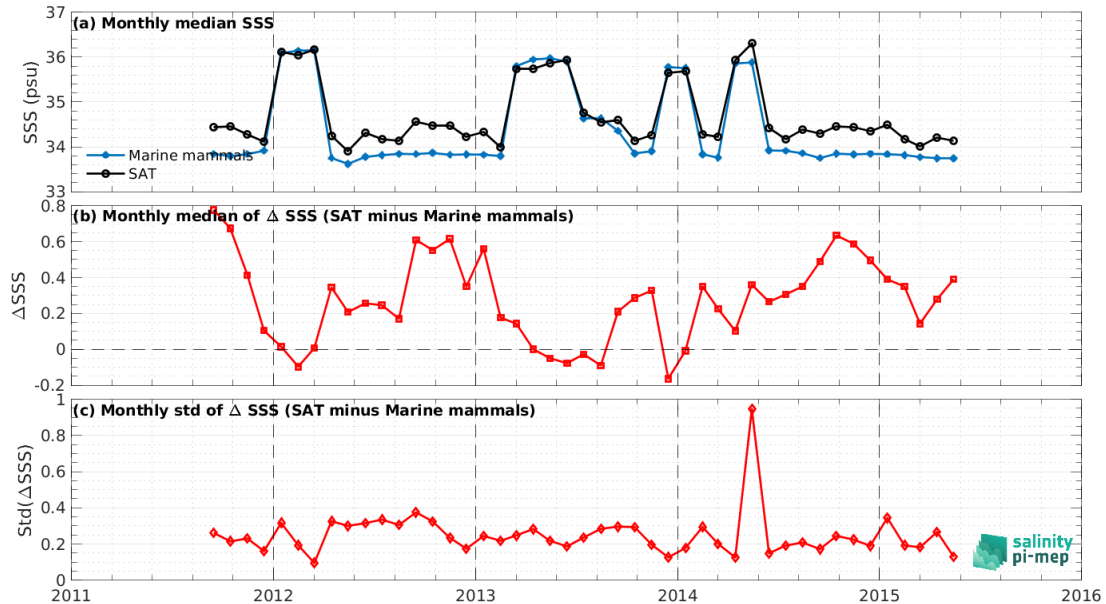 (a) Monthly median SSS
37
36
35
34
33
SSS (psu)
Marine mammals
SAT
(b) Monthly median of Δ SSS (SAT minus Marine mammals)
0.8
0.6
0.4
0.2
0
-0.2
ΔSSS
(c) Monthly std of Δ SSS (SAT minus Marine mammals)
1
0.8
0.6
0.4
0.2
0
Std(ΔSSS)
salinity
pi-mep
2011 2012 2013 2014 2015 2016